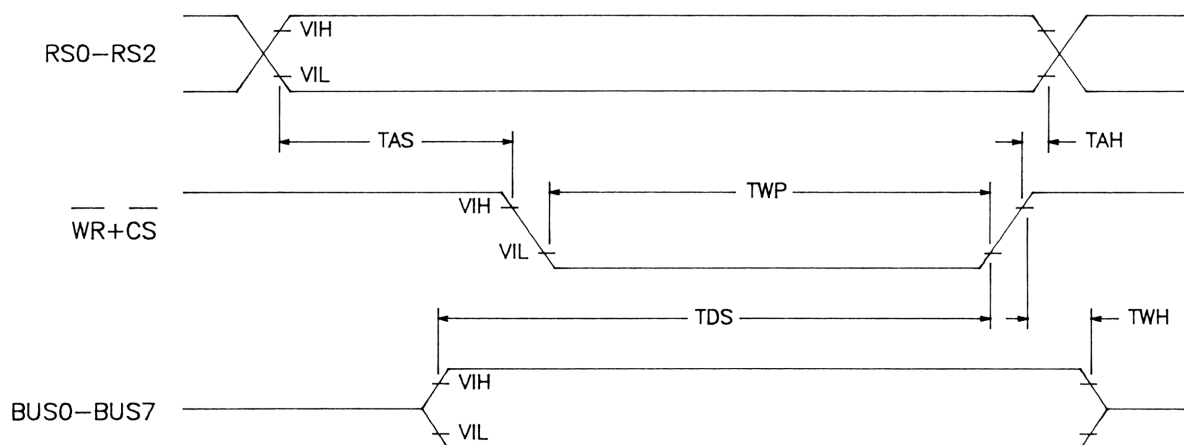 RS0-RS2
VIH
VIL
TAS
TAH
WR+CS
VIH
TWP
VIL
TDS
TWH
BUS0-BUS7
VIH
VIL